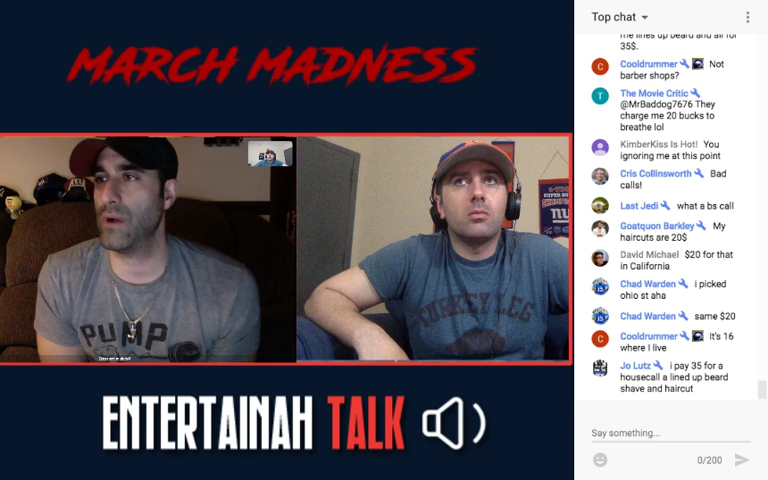 MARCH MADNESS
PUMP
TURKEY LEG
NU
ENTERTAINAH TALK
Top chat
me lines up beard and all for
35$.
Cooldrummer Not
barber shops?
The Movie Critic
@MrBaddog7676 They
charge me 20 bucks to
breathe lol
KimberKiss Is Hot! You
ignoring me at this point
Cris Collinsworth Bad
calls!
Last Jedi what a bs call
Goatquon Barkley My
haircuts are 20$
David Michael $20 for that
in California
Chad Warden i picked
ohio st aha
Chad Warden same $20
Cooldrummer It's 16
where I live
Jo Lutz i pay 35 for a
housecall a lined up beard
shave and haircut
Say something...
0/200